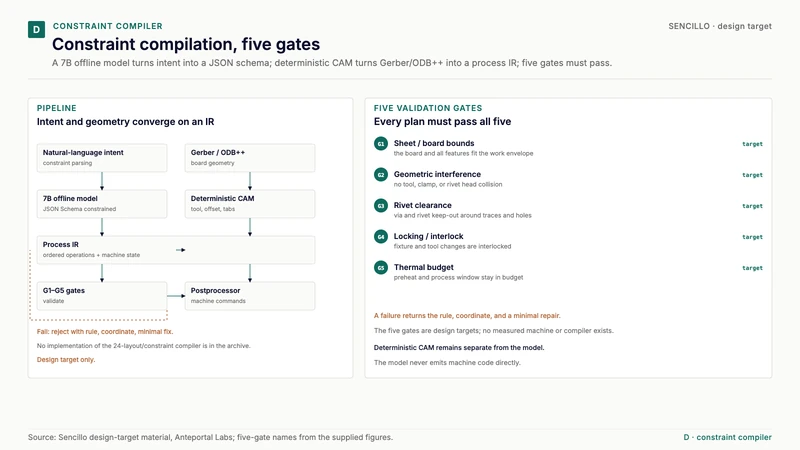 D
CONSTRAINT COMPILER
SENCILLO · design target
Constraint compilation, five gates
A 7B offline model turns intent into a JSON schema; deterministic CAM turns Gerber/ODB++ into a process IR; five gates must pass.
PIPELINE
Intent and geometry converge on an IR
Natural-language intent
constraint parsing
Gerber / ODB++
board geometry
7B offline model
JSON Schema constrained
Deterministic CAM
tool, offset, tabs
Process IR
ordered operations + machine state
G1–G5 gates
validate
Postprocessor
machine commands
Fail: reject with rule, coordinate, minimal fix.
No implementation of the 24-layout/constraint compiler is in the archive.
Design target only.
FIVE VALIDATION GATES
Every plan must pass all five
G1
Sheet / board bounds
target
the board and all features fit the work envelope
G2
Geometric interference
target
no tool, clamp, or rivet head collision
G3
Rivet clearance
target
via and rivet keep-out around traces and holes
G4
Locking / interlock
target
fixture and tool changes are interlocked
G5
Thermal budget
target
preheat and process window stay in budget
A failure returns the rule, coordinate, and a minimal repair.
The five gates are design targets; no measured machine or compiler exists.
Deterministic CAM remains separate from the model.
The model never emits machine code directly.
Source: Sencillo design-target material, Anteportal Labs; five-gate names from the supplied figures.
D · constraint compiler